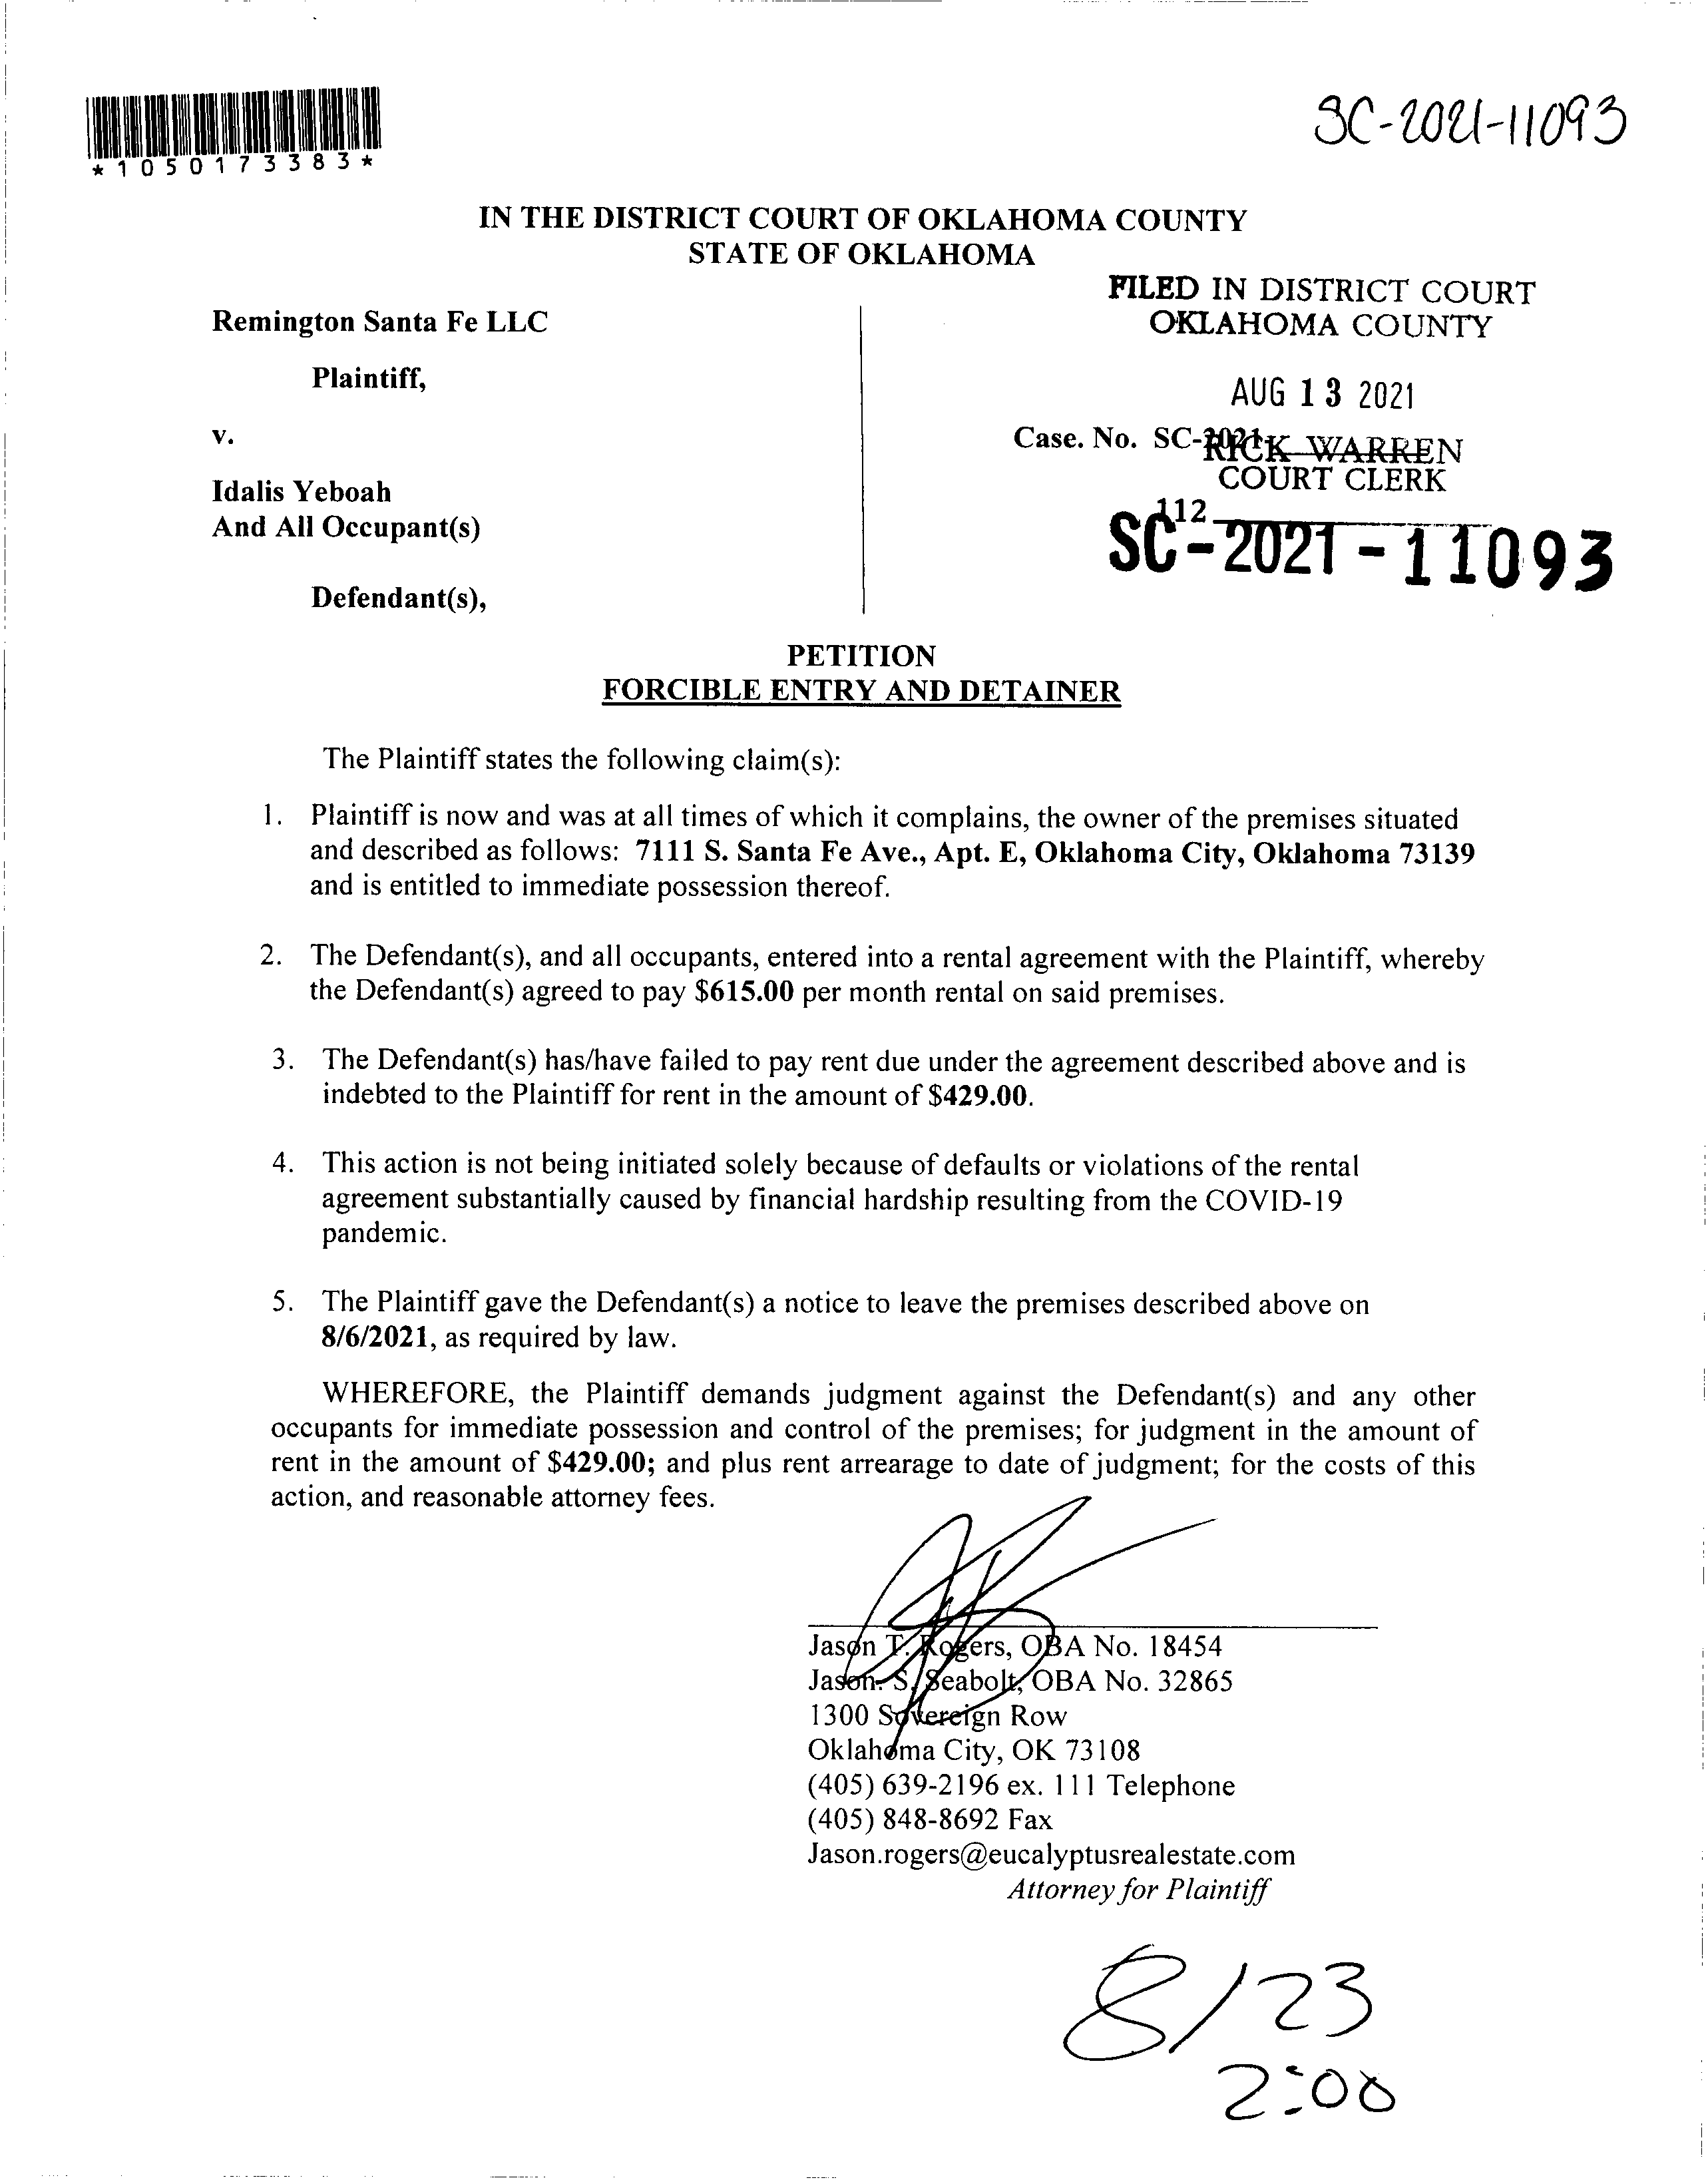 SC-2021-11093
*1050173383*
IN THE DISTRICT COURT OF OKLAHOMA COUNTY
STATE OF OKLAHOMA
FILED IN DISTRICT COURT
OKLAHOMA COUNTY
Remington Santa Fe LLC
Plaintiff,
AUG 13 2021
v.
Case. No. SC-2021-
RICK WARREN
COURT CLERK
Idalis Yeboah
And All Occupant(s)
112
SC-2021-11093
Defendant(s),
PETITION
FORCIBLE ENTRY AND DETAINER
The Plaintiff states the following claim(s):
1. Plaintiff is now and was at all times of which it complains, the owner of the premises situated
and described as follows: 7111 S. Santa Fe Ave., Apt. E, Oklahoma City, Oklahoma 73139
and is entitled to immediate possession thereof.
2. The Defendant(s), and all occupants, entered into a rental agreement with the Plaintiff, whereby
the Defendant(s) agreed to pay $615.00 per month rental on said premises.
3. The Defendant(s) has/have failed to pay rent due under the agreement described above and is
indebted to the Plaintiff for rent in the amount of $429.00.
4. This action is not being initiated solely because of defaults or violations of the rental
agreement substantially caused by financial hardship resulting from the COVID-19
pandemic.
5. The Plaintiff gave the Defendant(s) a notice to leave the premises described above on
8/6/2021, as required by law.
WHEREFORE, the Plaintiff demands judgment against the Defendant(s) and any other
occupants for immediate possession and control of the premises; for judgment in the amount of
rent in the amount of $429.00; and plus rent arrearage to date of judgment; for the costs of this
action, and reasonable attorney fees.
Jason T. Rogers, OBA No. 18454
Jason. S. Seabolt, OBA No. 32865
1300 Sovereign Row
Oklahoma City, OK 73108
(405) 639-2196 ex. 111 Telephone
(405) 848-8692 Fax
Jason.rogers@eucalyptusrealestate.com
Attorney for Plaintiff
8/23
2:00